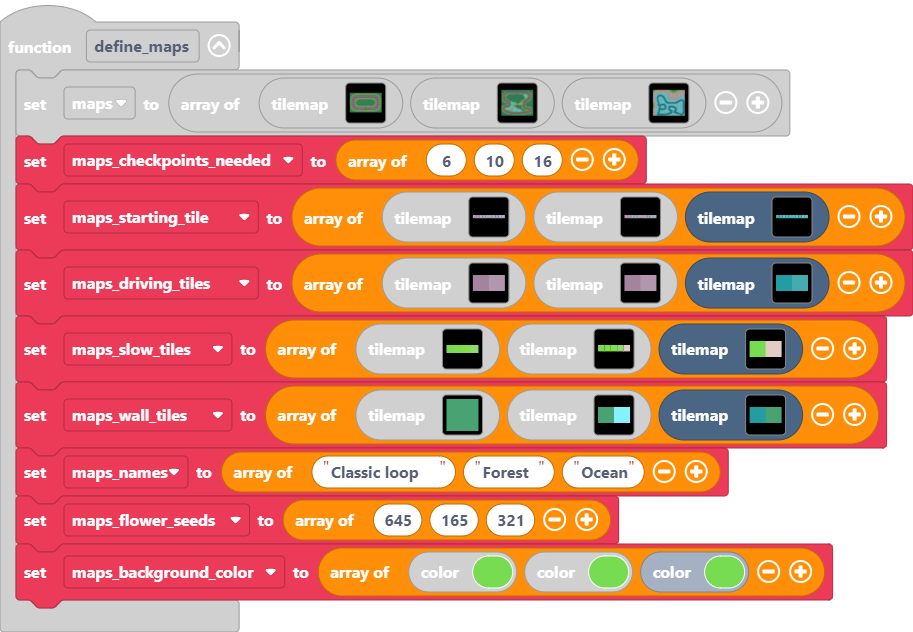 function define_maps
set maps to array of tilemap tilemap tilemap
set maps_checkpoints_needed to array of 6 10 16
set maps_starting_tile to array of tilemap tilemap tilemap
set maps_driving_tiles to array of tilemap tilemap tilemap
set maps_slow_tiles to array of tilemap tilemap tilemap
set maps_wall_tiles to array of tilemap tilemap tilemap
set maps_names to array of "Classic loop " "Forest " "Ocean"
set maps_flower_seeds to array of 645 165 321
set maps_background_color to array of color color color